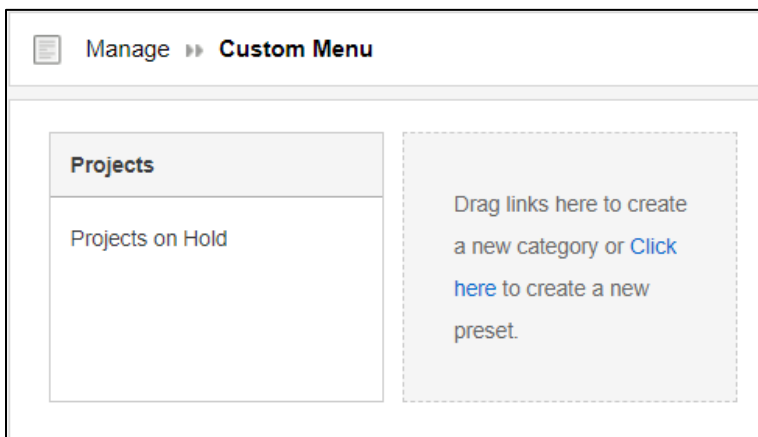 Manage Custom Menu
Projects
Projects on Hold
Drag links here to create
a new category or Click
here to create a new
preset.